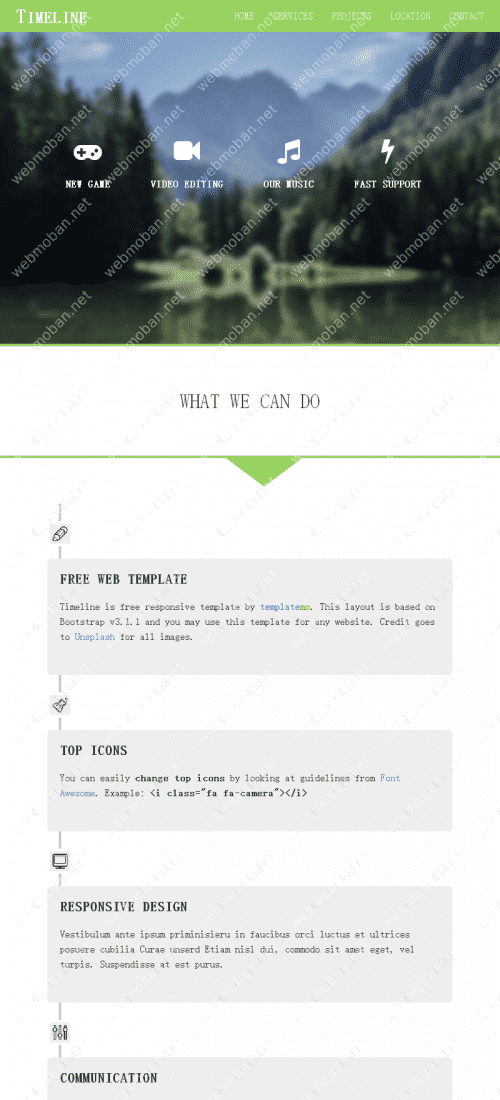 TIMELINE
HOME SERVICES PROJECTS LOCATION CONTACT
webmoban.net
NEW GAME VIDEO EDITING OUR MUSIC FAST SUPPORT
WHAT WE CAN DO
FREE WEB TEMPLATE
Timeline is free responsive template by templatemo. This layout is based on
Bootstrap v3.1.1 and you may use this template for any website. Credit goes
to Unsplash for all images.
TOP ICONS
You can easily change top icons by looking at guidelines from Font
Awesome. Example: <i class="fa fa-camera"></i>
RESPONSIVE DESIGN
Vestibulum ante ipsum priminisieru in faucibus orci luctus et ultrices
posuere cubilia Curae unserd Etiam nisl dui, commodo sit amet eget, vel
turpis. Suspendisse at est purus.
COMMUNICATION